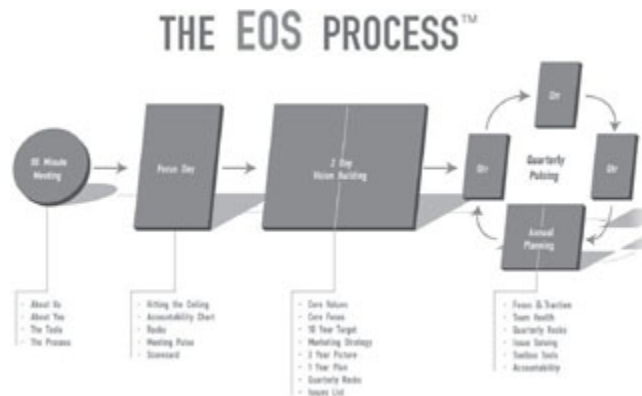 THE EOS PROCESS™
90 Minute
Meeting
Focus Day
2 Day
Vision Building
Qtr
Qtr
Quarterly
Pulsing
Qtr
Annual
Planning
· About Us
· About You
· The Tools
· The Process
· Hitting the Ceiling
· Accountability Chart
· Rocks
· Meeting Pulse
· Scorecard
· Core Values
· Core Focus
· 10 Year Target
· Marketing Strategy
· 3 Year Picture
· 1 Year Plan
· Quarterly Rocks
· Issues List
· Focus & Traction
· Team Health
· Quarterly Rocks
· Issue Solving
· Toolbox Tools
· Accountability